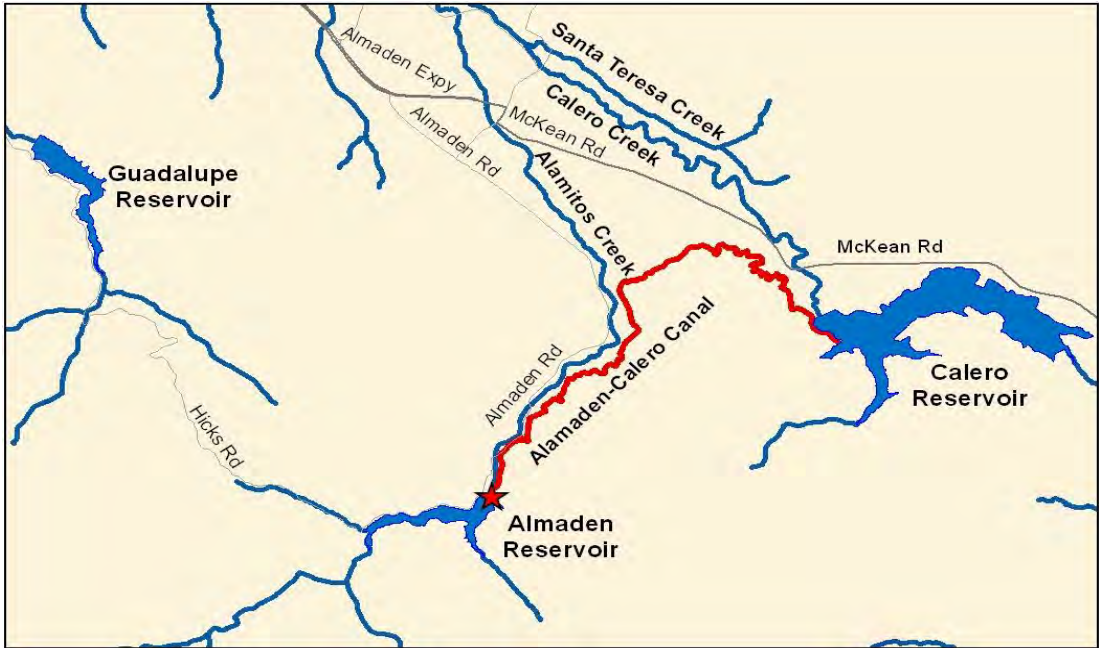 Santa Teresa Creek
Almaden Expy
Calero Creek
McKean Rd
Almaden Rd
Guadalupe
Reservoir
Alamitos Creek
McKean Rd
Alamaden-Calero Canal
Almaden Rd
Calero
Reservoir
Hicks Rd
Almaden
Reservoir